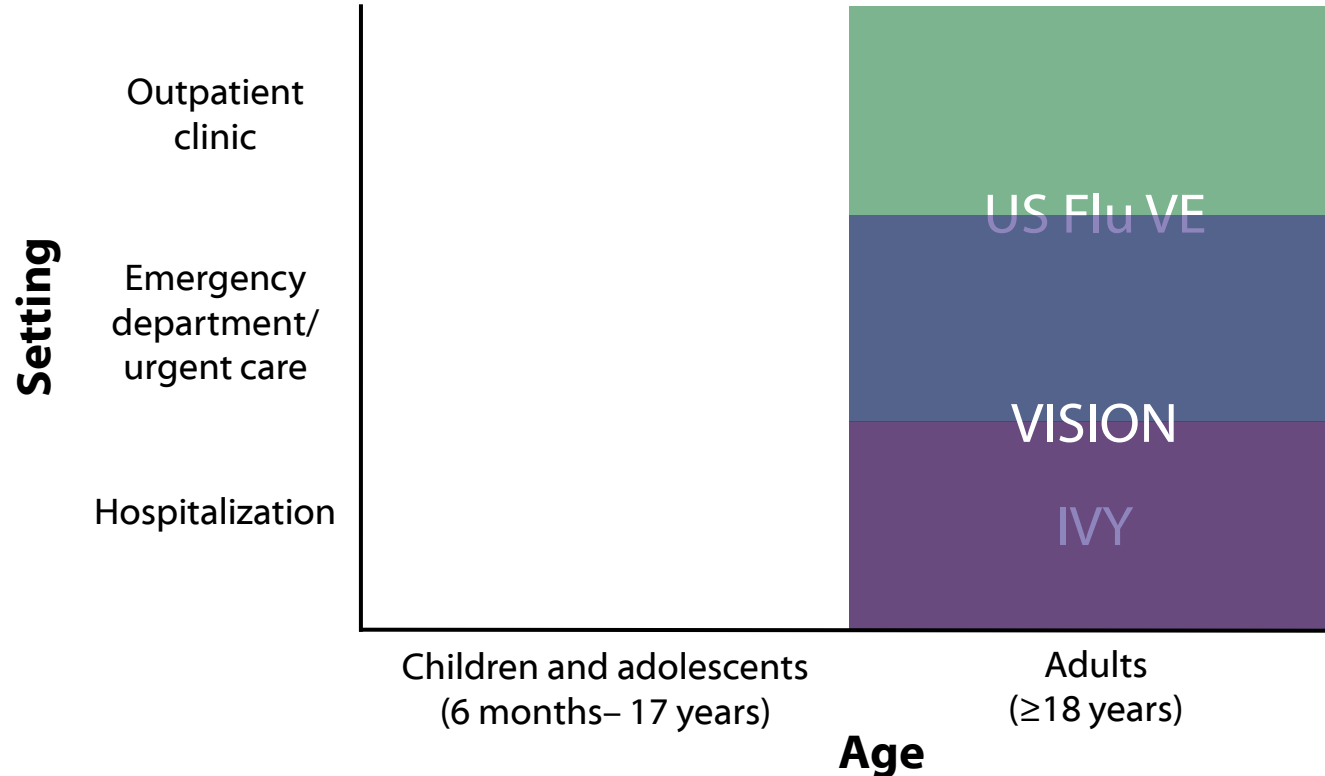 Setting
Outpatient
clinic
Emergency
department/
urgent care
Hospitalization
US Flu VE
VISION
IVY
Children and adolescents
(6 months– 17 years)
Adults
(≥18 years)
Age